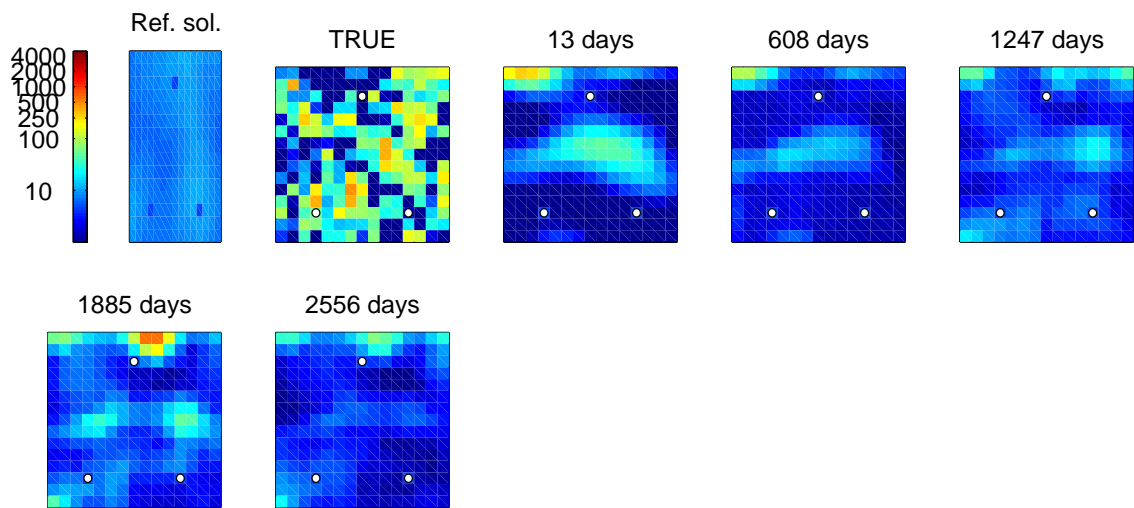 Ref. sol.
TRUE
13 days
608 days
1247 days
4000
2000
1000
500
250
100
10
1885 days
2556 days